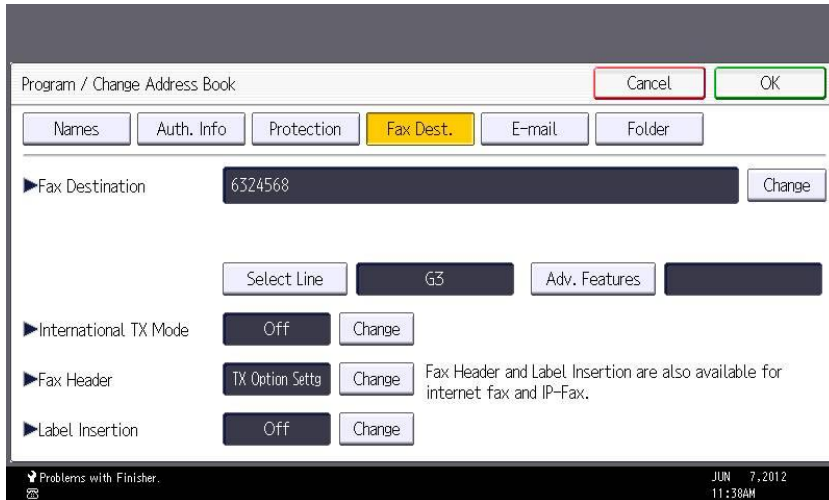 Program / Change Address Book
Cancel
OK
Names
Auth. Info
Protection
Fax Dest.
E-mail
Folder
▶Fax Destination
6324568
Change
Select Line
G3
Adv. Features
▶International TX Mode
Off
Change
▶Fax Header
TX Option Settg
Change
Fax Header and Label Insertion are also available for
internet fax and IP-Fax.
▶Label Insertion
Off
Change
Problems with Finisher.
JUN 7,2012
11:38AM